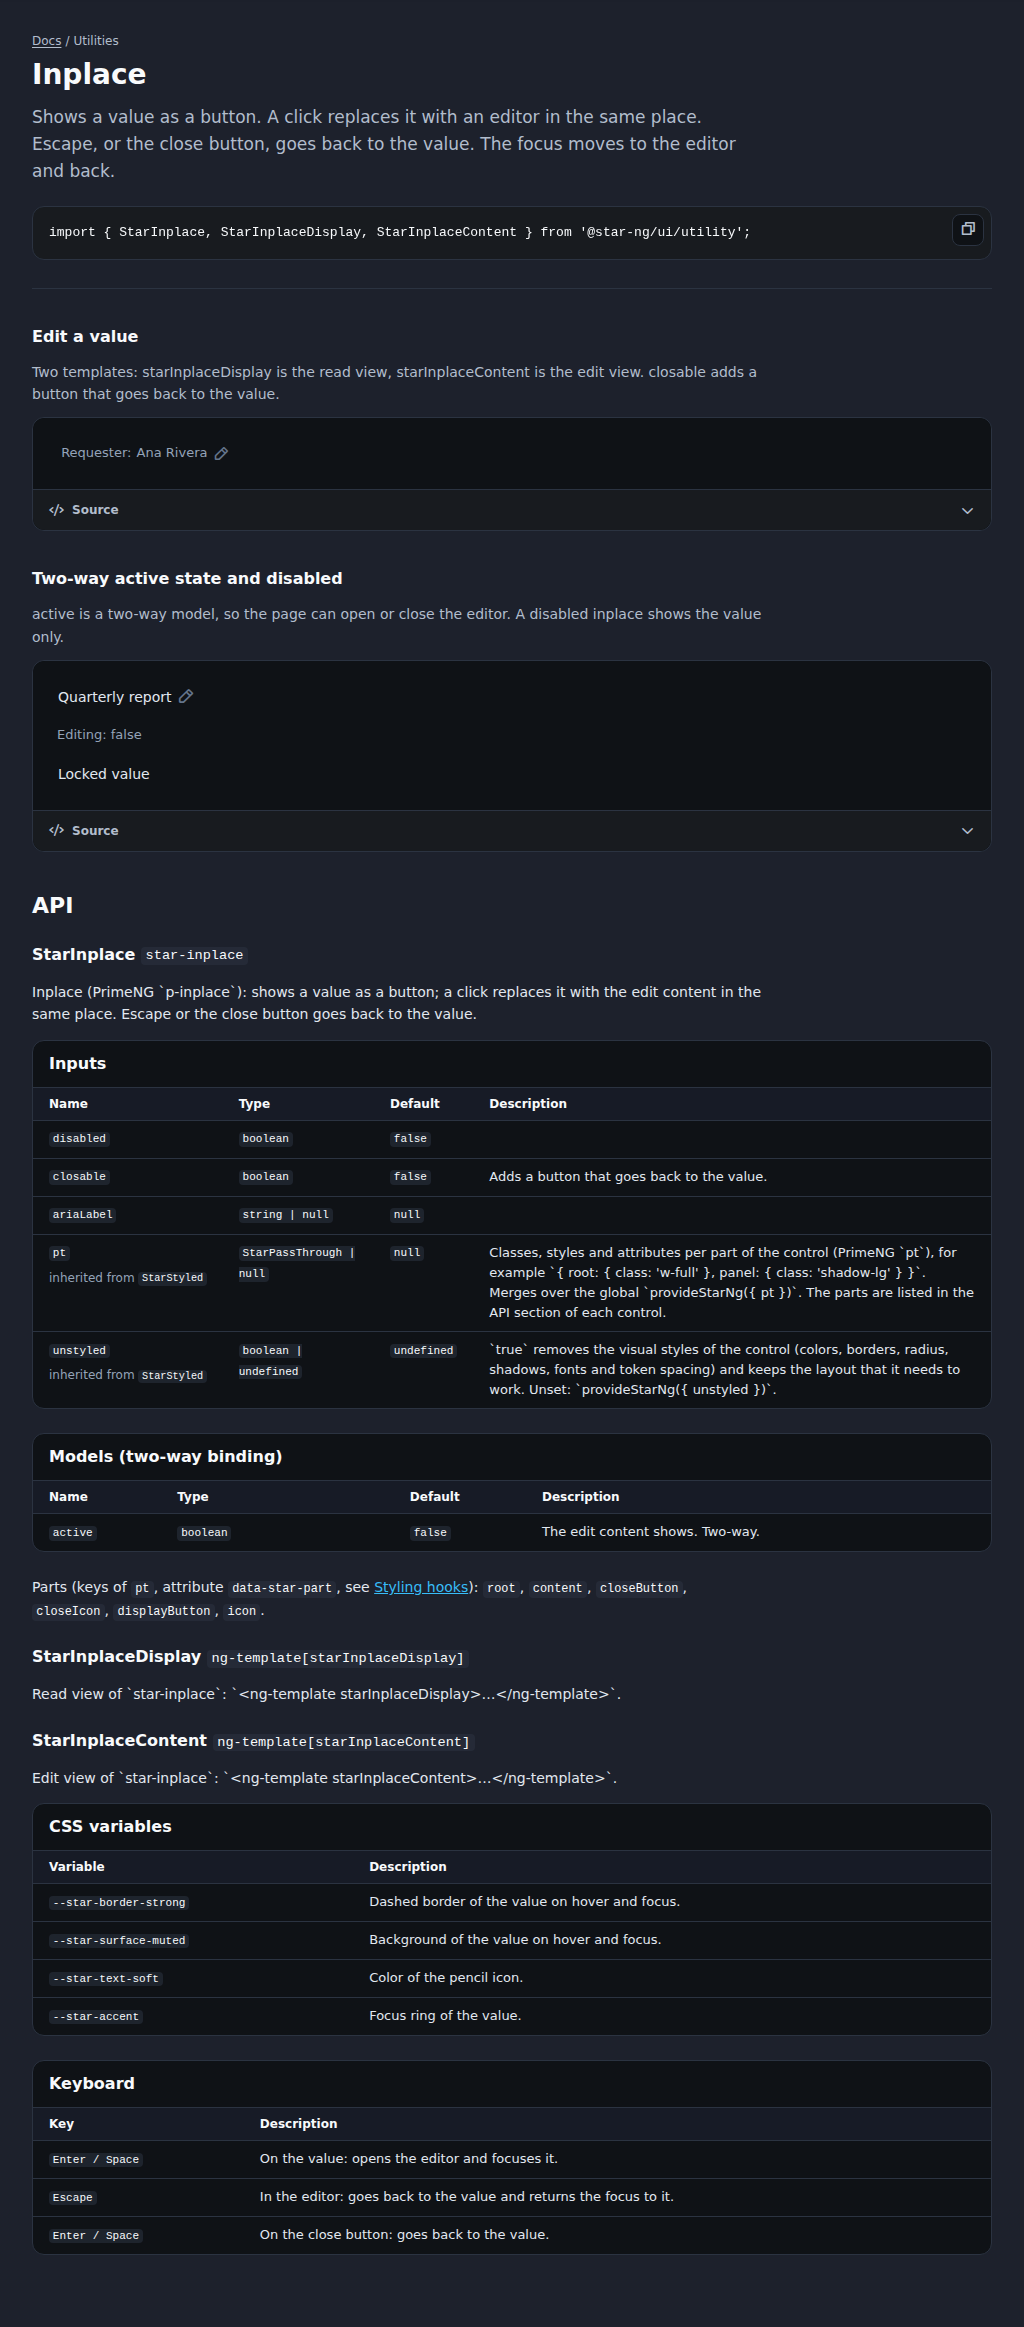 Docs / Utilities
Inplace
Shows a value as a button. A click replaces it with an editor in the same place.
Escape, or the close button, goes back to the value. The focus moves to the editor
and back.
import { StarInplace, StarInplaceDisplay, StarInplaceContent } from '@star-ng/ui/utility';
Edit a value
Two templates: starInplaceDisplay is the read view, starInplaceContent is the edit view. closable adds a
button that goes back to the value.
Requester: Ana Rivera
Source
Two-way active state and disabled
active is a two-way model, so the page can open or close the editor. A disabled inplace shows the value
only.
Quarterly report
Editing: false
Locked value
Source
API
StarInplace star-inplace
Inplace (PrimeNG `p-inplace`): shows a value as a button; a click replaces it with the edit content in the
same place. Escape or the close button goes back to the value.
Inputs
Name Type Default Description
disabled boolean false
closable boolean false Adds a button that goes back to the value.
ariaLabel string | null null
pt StarPassThrough | null Classes, styles and attributes per part of the control (PrimeNG `pt`), for
inherited from StarStyled null example `{ root: { class: 'w-full' }, panel: { class: 'shadow-lg' } }`.
Merges over the global `provideStarNg({ pt })`. The parts are listed in the
API section of each control.
unstyled boolean | undefined `true` removes the visual styles of the control (colors, borders, radius,
inherited from StarStyled undefined shadows, fonts and token spacing) and keeps the layout that it needs to
work. Unset: `provideStarNg({ unstyled })`.
Models (two-way binding)
Name Type Default Description
active boolean false The edit content shows. Two-way.
Parts (keys of pt, attribute data-star-part, see Styling hooks): root, content, closeButton,
closeIcon, displayButton, icon.
StarInplaceDisplay ng-template[starInplaceDisplay]
Read view of `star-inplace`: `<ng-template starInplaceDisplay>…</ng-template>`.
StarInplaceContent ng-template[starInplaceContent]
Edit view of `star-inplace`: `<ng-template starInplaceContent>…</ng-template>`.
CSS variables
Variable Description
--star-border-strong Dashed border of the value on hover and focus.
--star-surface-muted Background of the value on hover and focus.
--star-text-soft Color of the pencil icon.
--star-accent Focus ring of the value.
Keyboard
Key Description
Enter / Space On the value: opens the editor and focuses it.
Escape In the editor: goes back to the value and returns the focus to it.
Enter / Space On the close button: goes back to the value.